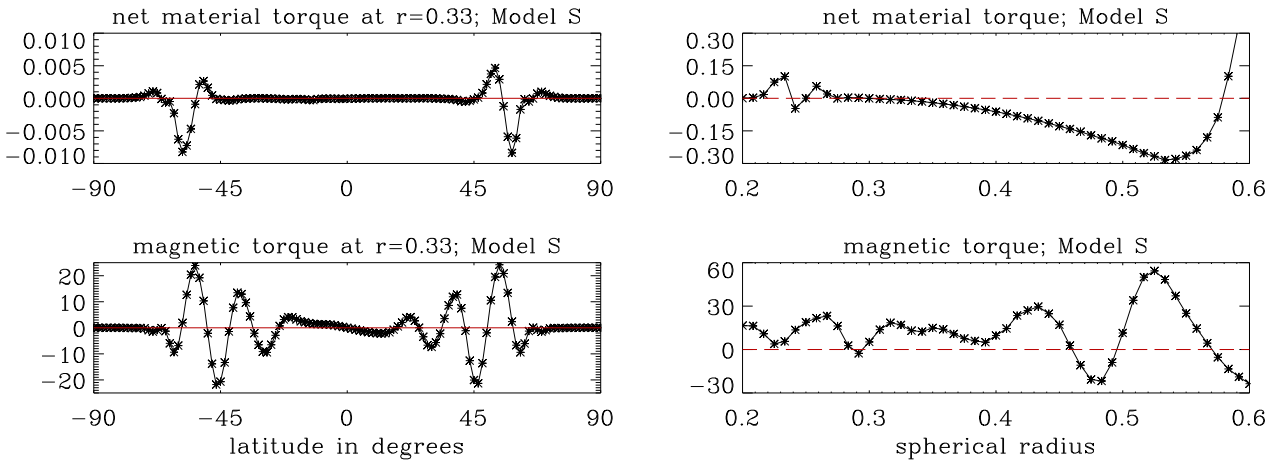 net material torque at r=0.33; Model S
0.010
0.005
0.000
−0.005
−0.010
−90 −45 0 45 90
net material torque; Model S
0.30
0.15
0.00
−0.15
−0.30
0.2 0.3 0.4 0.5 0.6
magnetic torque at r=0.33; Model S
20
10
0
−10
−20
−90 −45 0 45 90
latitude in degrees
magnetic torque; Model S
60
30
0
−30
0.2 0.3 0.4 0.5 0.6
spherical radius